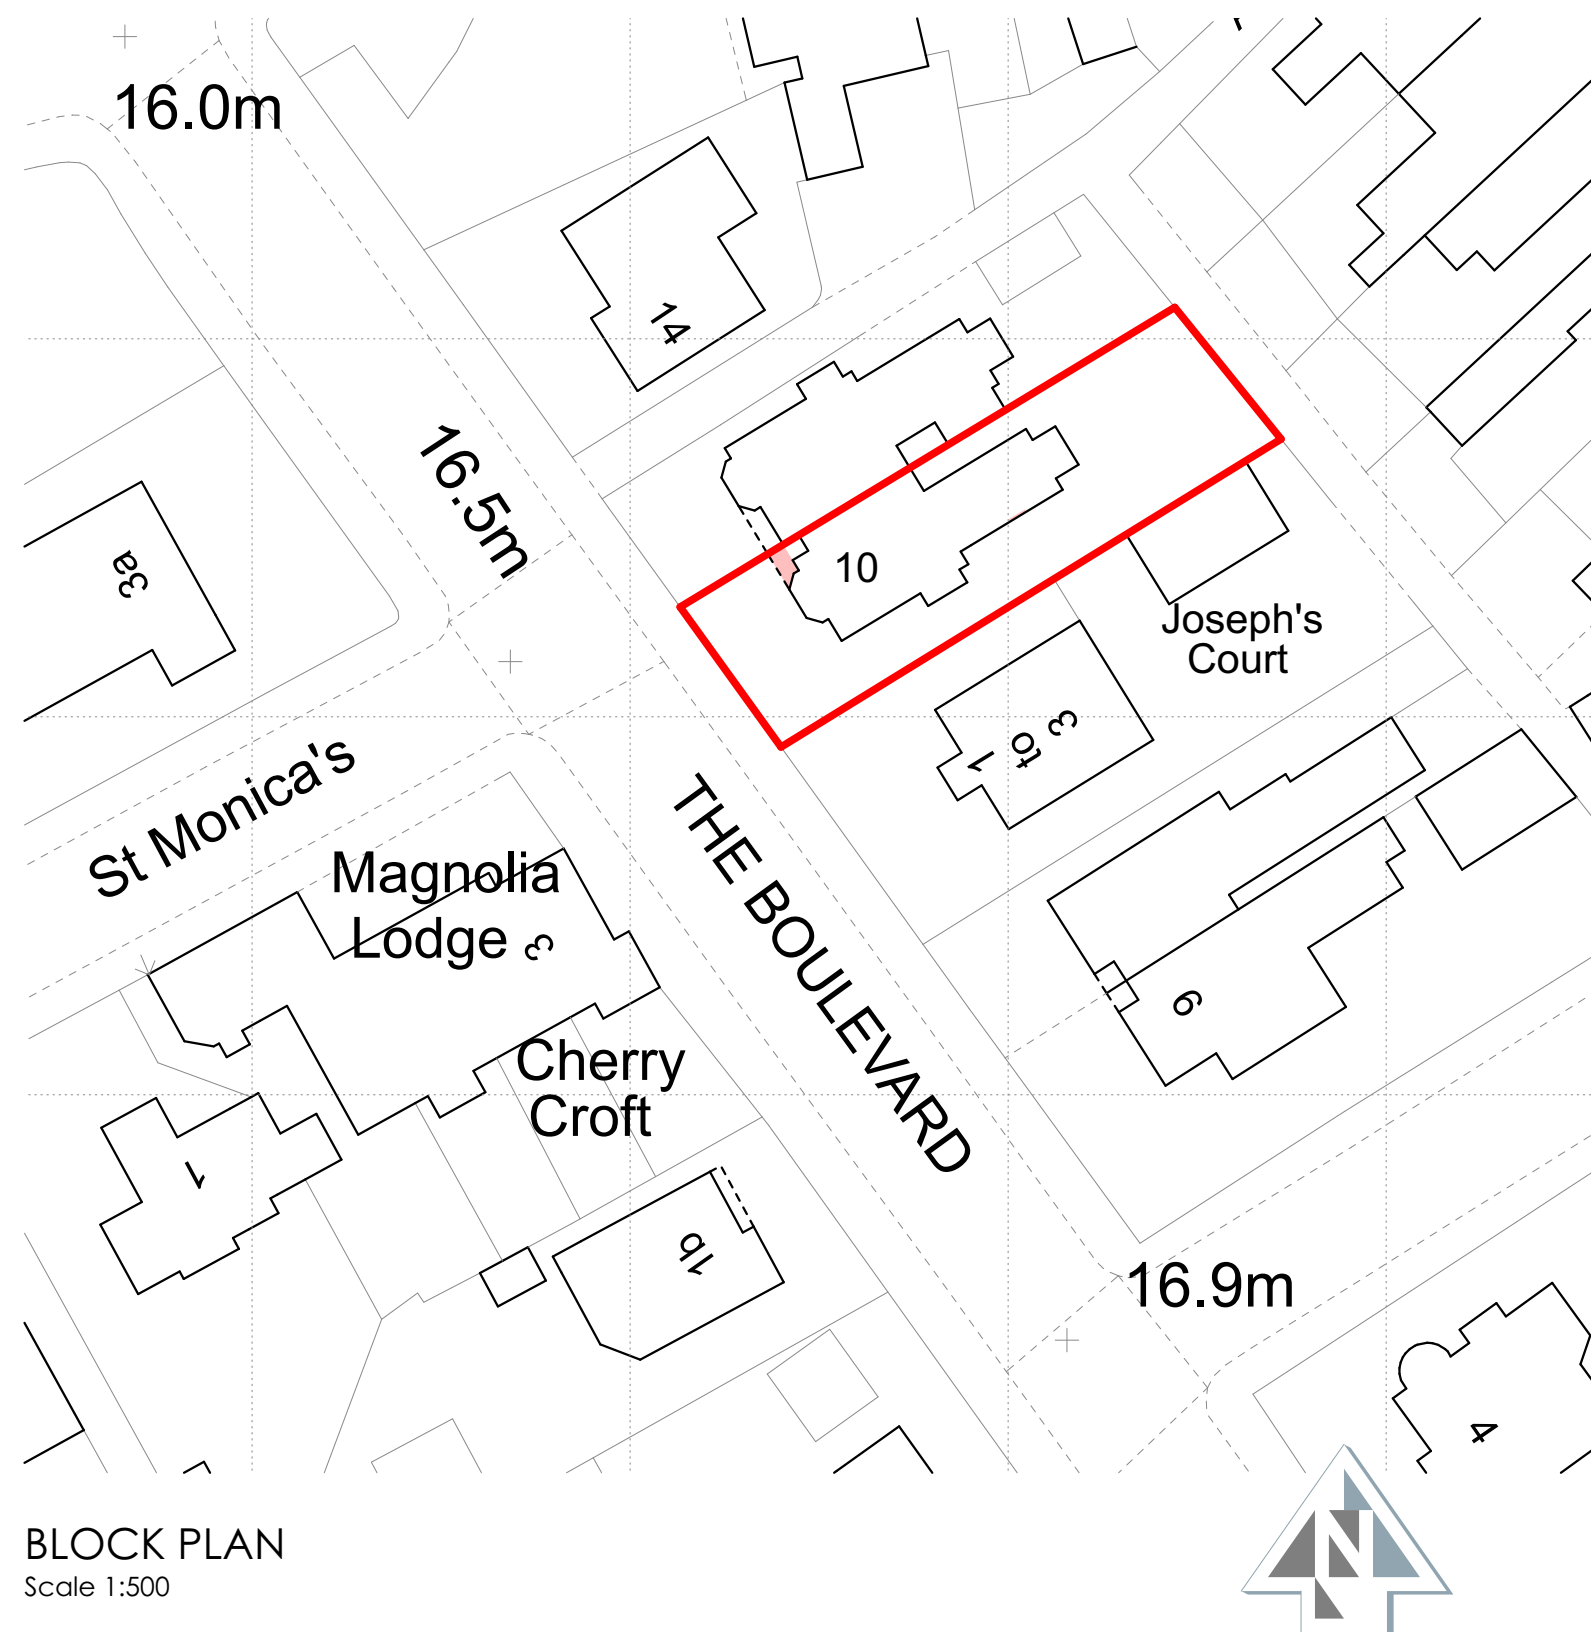 16.0m
14
16.5m
3a
10
Joseph's
Court
1
to
3
St Monica's
Magnolia
Lodge
3
THE BOULEVARD
9
Cherry
Croft
1
1b
16.9m
4
BLOCK PLAN
Scale 1:500
N